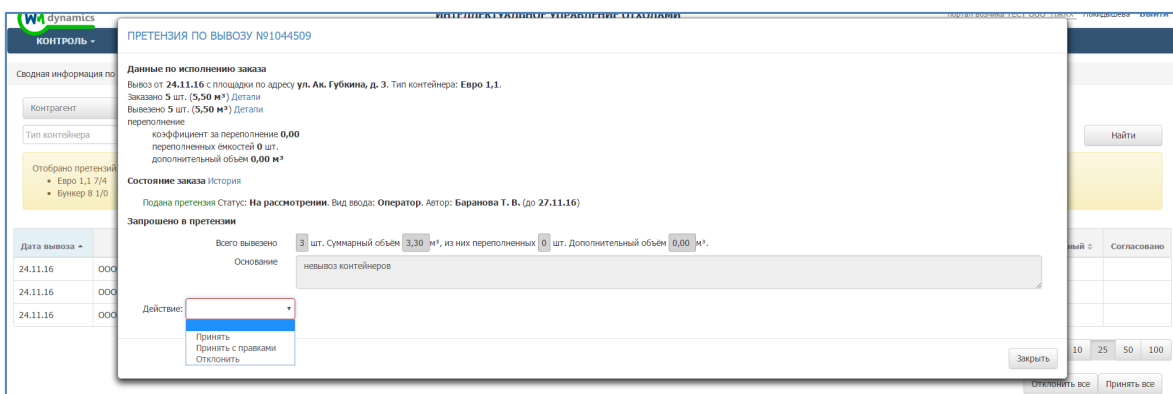 dynamics
ИНТЕЛЛЕКТУАЛЬНОЕ УПРАВЛЕНИЕ ОТХОДАМИ
Выйти
КОНТРОЛЬ
ПРЕТЕНЗИЯ ПО ВЫВОЗУ №1044509
Сводная информация по
Данные по исполнению заказа
Вывоз от 24.11.16 с площадки по адресу ул. Ак. Губкина, д. 3. Тип контейнера: Евро 1,1.
Заказано 5 шт. (5,50 м³) Детали
Вывезено 5 шт. (5,50 м³) Детали
переполнение
коэффициент за переполнение 0,00
переполненных ёмкостей 0 шт.
дополнительный объём 0,00 м³
Контрагент
Тип контейнера
Найти
Отобрано претензий
• Евро 1,1 7/4
• Бункер 8 1/0
Состояние заказа История
Подана претензия Статус: На рассмотрении. Вид ввода: Оператор. Автор: Баранова Т. В. (до 27.11.16)
Запрошено в претензии
Всего вывезено 3 шт. Суммарный объём 3,30 м³, из них переполненных 0 шт. Дополнительный объём 0,00 м³.
Основание невывоз контейнеров
Дата вывоза
ный Согласовано
24.11.16 ООО
24.11.16 ООО
24.11.16 ООО
Действие:
Принять
Принять с правками
Отклонить
Закрыть
10 25 50 100
Отклонить все Принять все